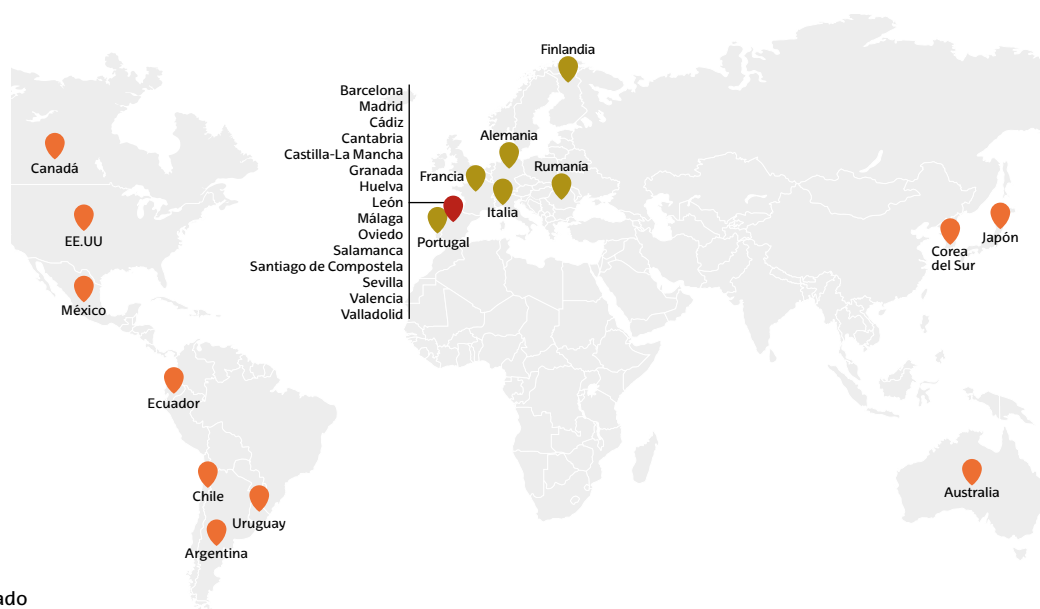 Finlandia
Barcelona
Madrid
Cádiz
Cantabria
Castilla-La Mancha
Granada
Huelva
León
Málaga
Oviedo
Salamanca
Santiago de Compostela
Sevilla
Valencia
Valladolid
Alemania
Rumanía
Francia
Italia
Portugal
Canadá
EE.UU
México
Ecuador
Chile
Uruguay
Argentina
Japón
Corea
del Sur
Australia